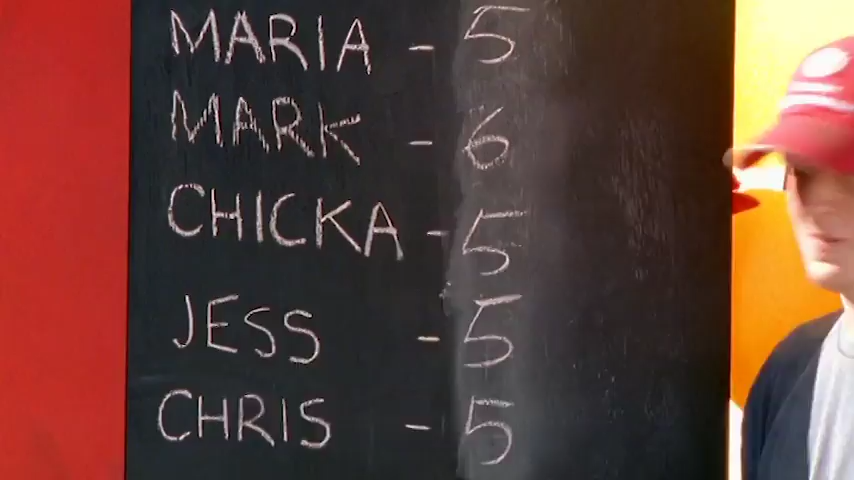 MARIA - 5
MARK - 6
CHICKA - 5
JESS - 5
CHRIS - 5